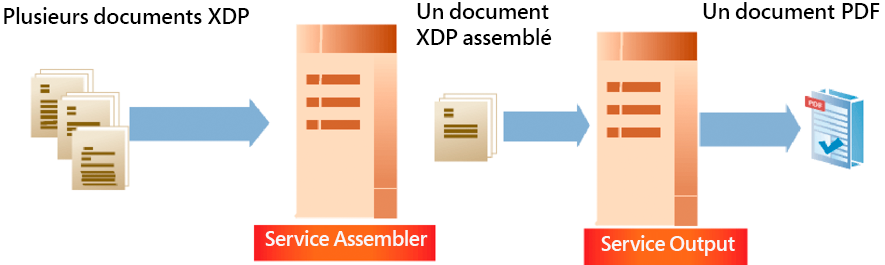 Plusieurs documents XDP
Un document
XDP assemblé
Un document PDF
PDF
Service Assembler
Service Output